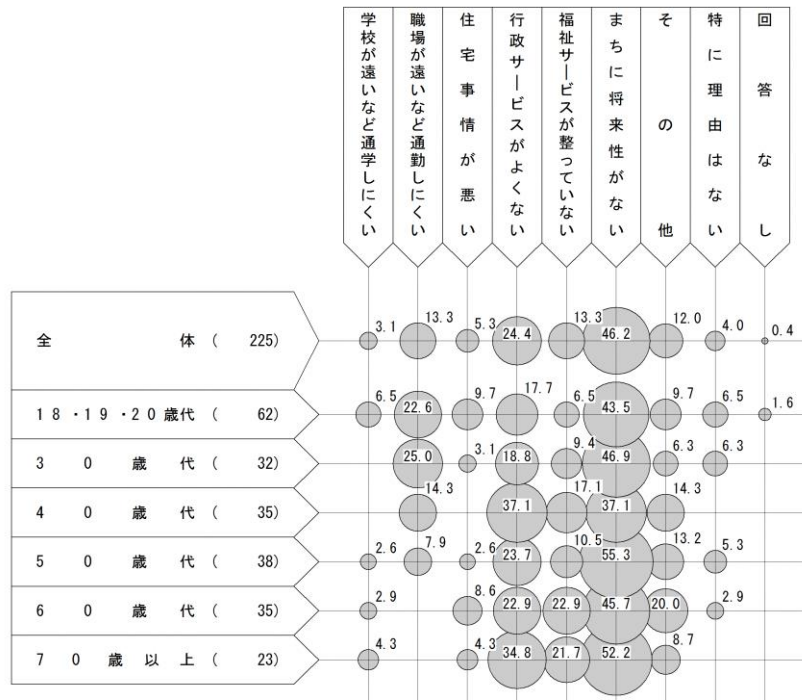 学校が遠いなど通学しにくい
職場が遠いなど通勤しにくい
住宅事情が悪い
行政サービスがよくない
福祉サービスが整っていない
まちに将来性がない
その他
特に理由はない
回答なし
全体 ( 225)
3.1 13.3 5.3 24.4 13.3 46.2 12.0 4.0 0.4
18・19・20歳代 ( 62)
6.5 22.6 9.7 17.7 6.5 43.5 9.7 6.5 1.6
30歳代 ( 32)
25.0 3.1 18.8 9.4 46.9 6.3 6.3
40歳代 ( 35)
14.3 37.1 17.1 37.1 14.3
50歳代 ( 38)
2.6 7.9 2.6 23.7 10.5 55.3 13.2 5.3
60歳代 ( 35)
2.9 8.6 22.9 22.9 45.7 20.0 2.9
70歳以上 ( 23)
4.3 4.3 34.8 21.7 52.2 8.7